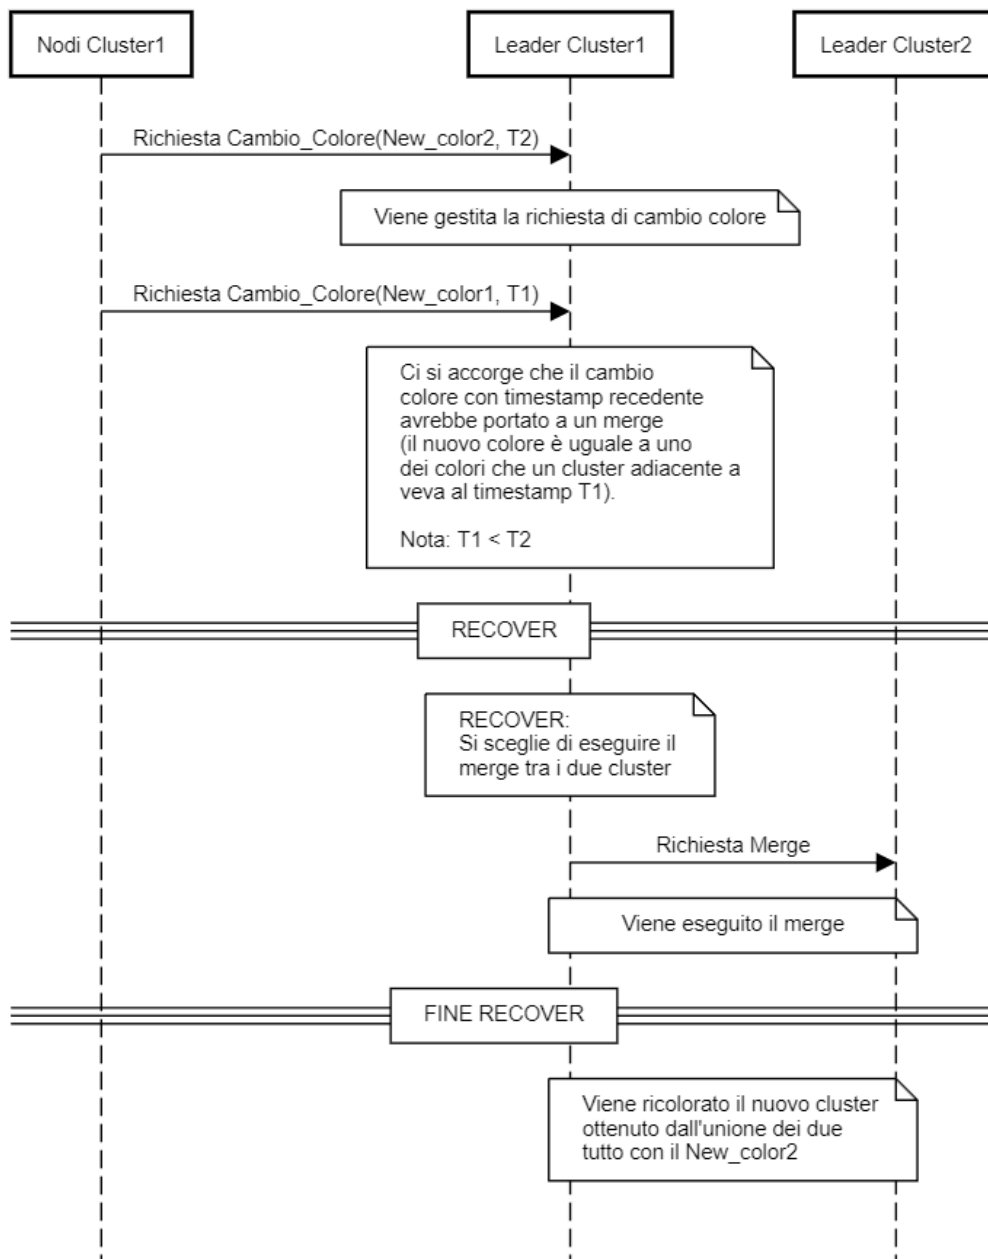 Nodi Cluster1
Leader Cluster1
Leader Cluster2
Richiesta Cambio_Colore(New_color2, T2)
Viene gestita la richiesta di cambio colore
Richiesta Cambio_Colore(New_color1, T1)
Ci si accorge che il cambio
colore con timestamp recedente
avrebbe portato a un merge
(il nuovo colore è uguale a uno
dei colori che un cluster adiacente a
veva al timestamp T1).
Nota: T1 < T2
RECOVER
RECOVER:
Si sceglie di eseguire il
merge tra i due cluster
Richiesta Merge
Viene eseguito il merge
FINE RECOVER
Viene ricolorato il nuovo cluster
ottenuto dall'unione dei due
tutto con il New_color2